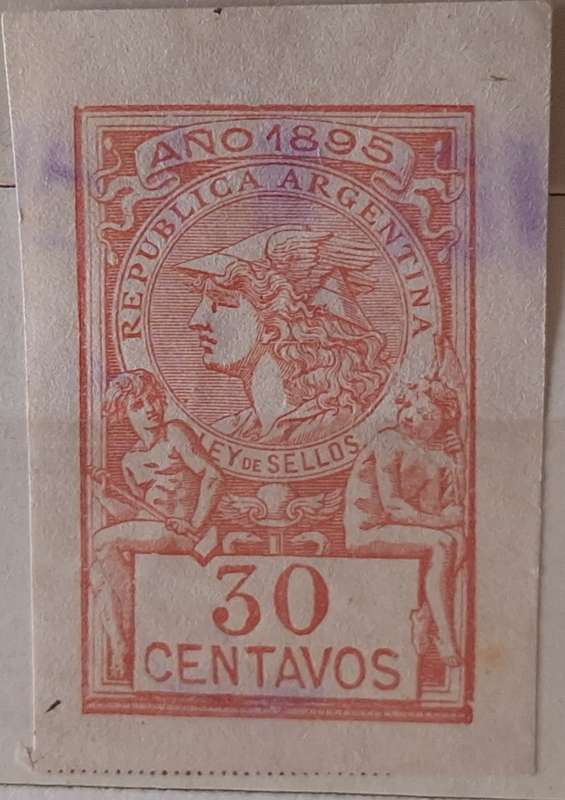 AÑO 1895
REPUBLICA ARGENTINA
LEY DE SELLOS
30
CENTAVOS